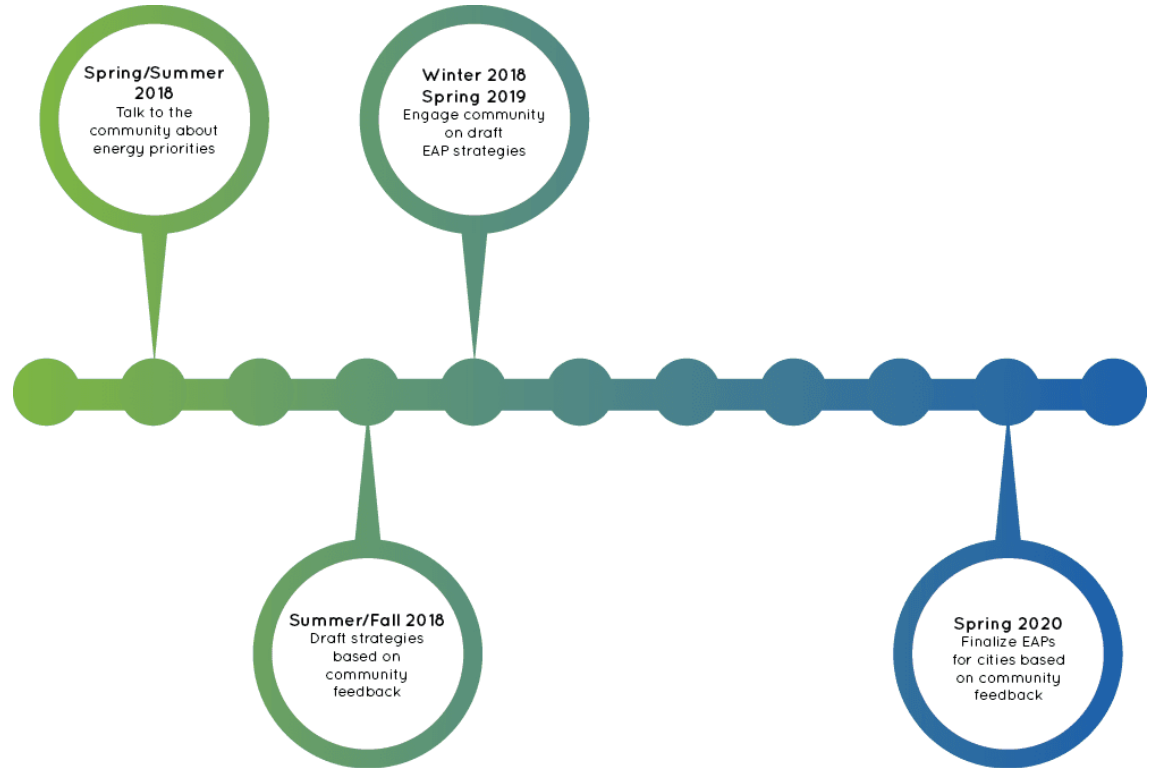 Spring/Summer
2018
Talk to the
community about
energy priorities
Winter 2018
Spring 2019
Engage community
on draft
EAP strategies
Summer/Fall 2018
Draft strategies
based on
community
feedback
Spring 2020
Finalize EAPs
for cities based
on community
feedback